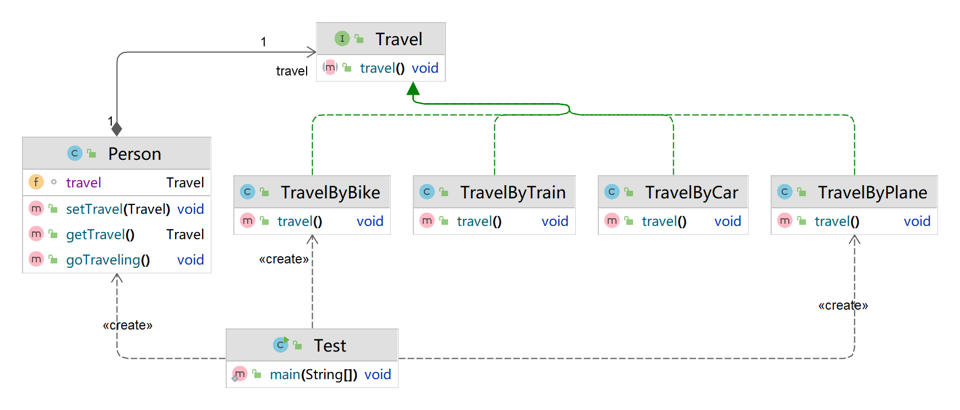 I Travel
m travel() void
1
travel
1
C Person
f travel Travel
m setTravel(Travel) void
m getTravel() Travel
m goTraveling() void
C TravelByBike
m travel() void
C TravelByTrain
m travel() void
C TravelByCar
m travel() void
C TravelByPlane
m travel() void
«create»
«create»
«create»
C Test
m main(String[]) void